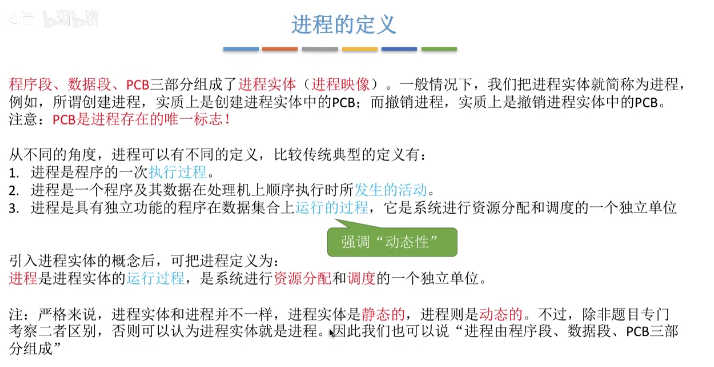 bilibili
进程的定义
程序段、数据段、PCB三部分组成了进程实体（进程映像）。一般情况下，我们把进程实体就简称为进程，
例如，所谓创建进程，实质上是创建进程实体中的PCB；而撤销进程，实质上是撤销进程实体中的PCB。
注意：PCB是进程存在的唯一标志！
从不同的角度，进程可以有不同的定义，比较传统典型的定义有：
1. 进程是程序的一次执行过程。
2. 进程是一个程序及其数据在处理机上顺序执行时所发生的活动。
3. 进程是具有独立功能的程序在数据集合上运行的过程，它是系统进行资源分配和调度的一个独立单位
强调“动态性”
引入进程实体的概念后，可把进程定义为：
进程是进程实体的运行过程，是系统进行资源分配和调度的一个独立单位。
注：严格来说，进程实体和进程并不一样，进程实体是静态的，进程则是动态的。不过，除非题目专门
考察二者区别，否则可以认为进程实体就是进程。因此我们也可以说“进程由程序段、数据段、PCB三部
分组成”